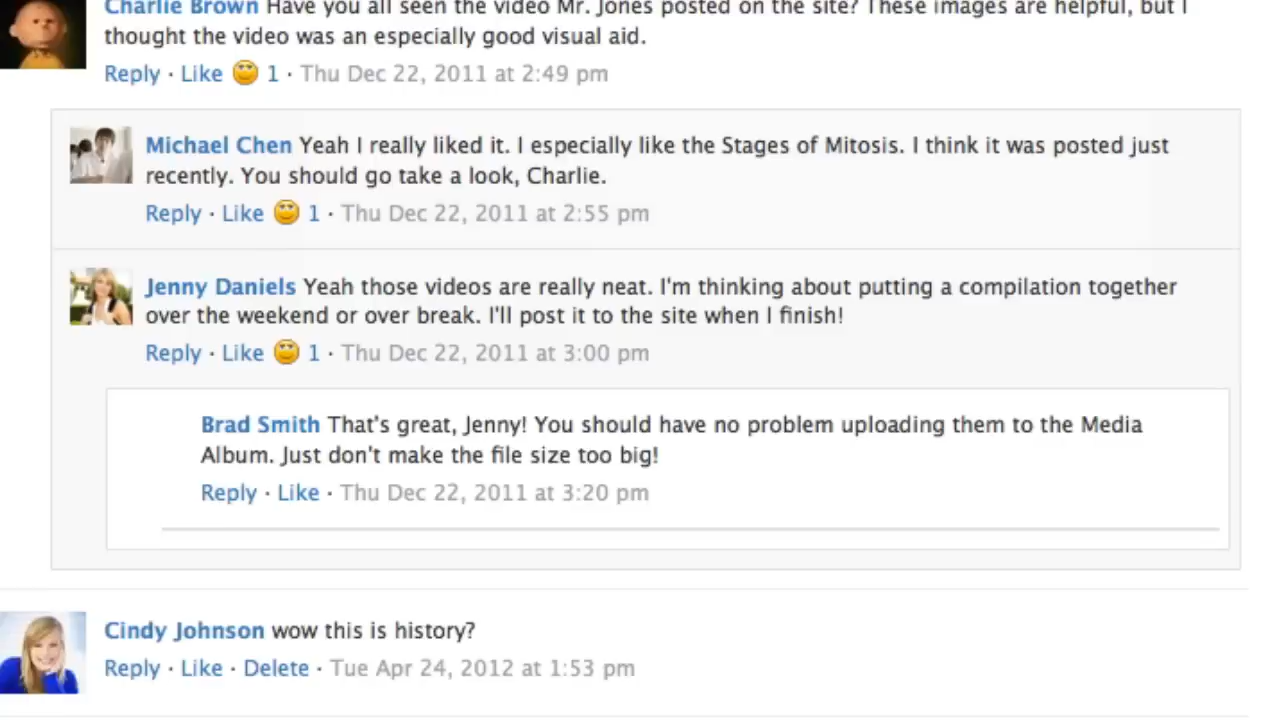 Charlie Brown Have you all seen the video Mr. Jones posted on the site? These images are helpful, but I
thought the video was an especially good visual aid.
Reply · Like 1 · Thu Dec 22, 2011 at 2:49 pm
Michael Chen Yeah I really liked it. I especially like the Stages of Mitosis. I think it was posted just
recently. You should go take a look, Charlie.
Reply · Like 1 · Thu Dec 22, 2011 at 2:55 pm
Jenny Daniels Yeah those videos are really neat. I'm thinking about putting a compilation together
over the weekend or over break. I'll post it to the site when I finish!
Reply · Like 1 · Thu Dec 22, 2011 at 3:00 pm
Brad Smith That's great, Jenny! You should have no problem uploading them to the Media
Album. Just don't make the file size too big!
Reply · Like · Thu Dec 22, 2011 at 3:20 pm
Cindy Johnson wow this is history?
Reply · Like · Delete · Tue Apr 24, 2012 at 1:53 pm